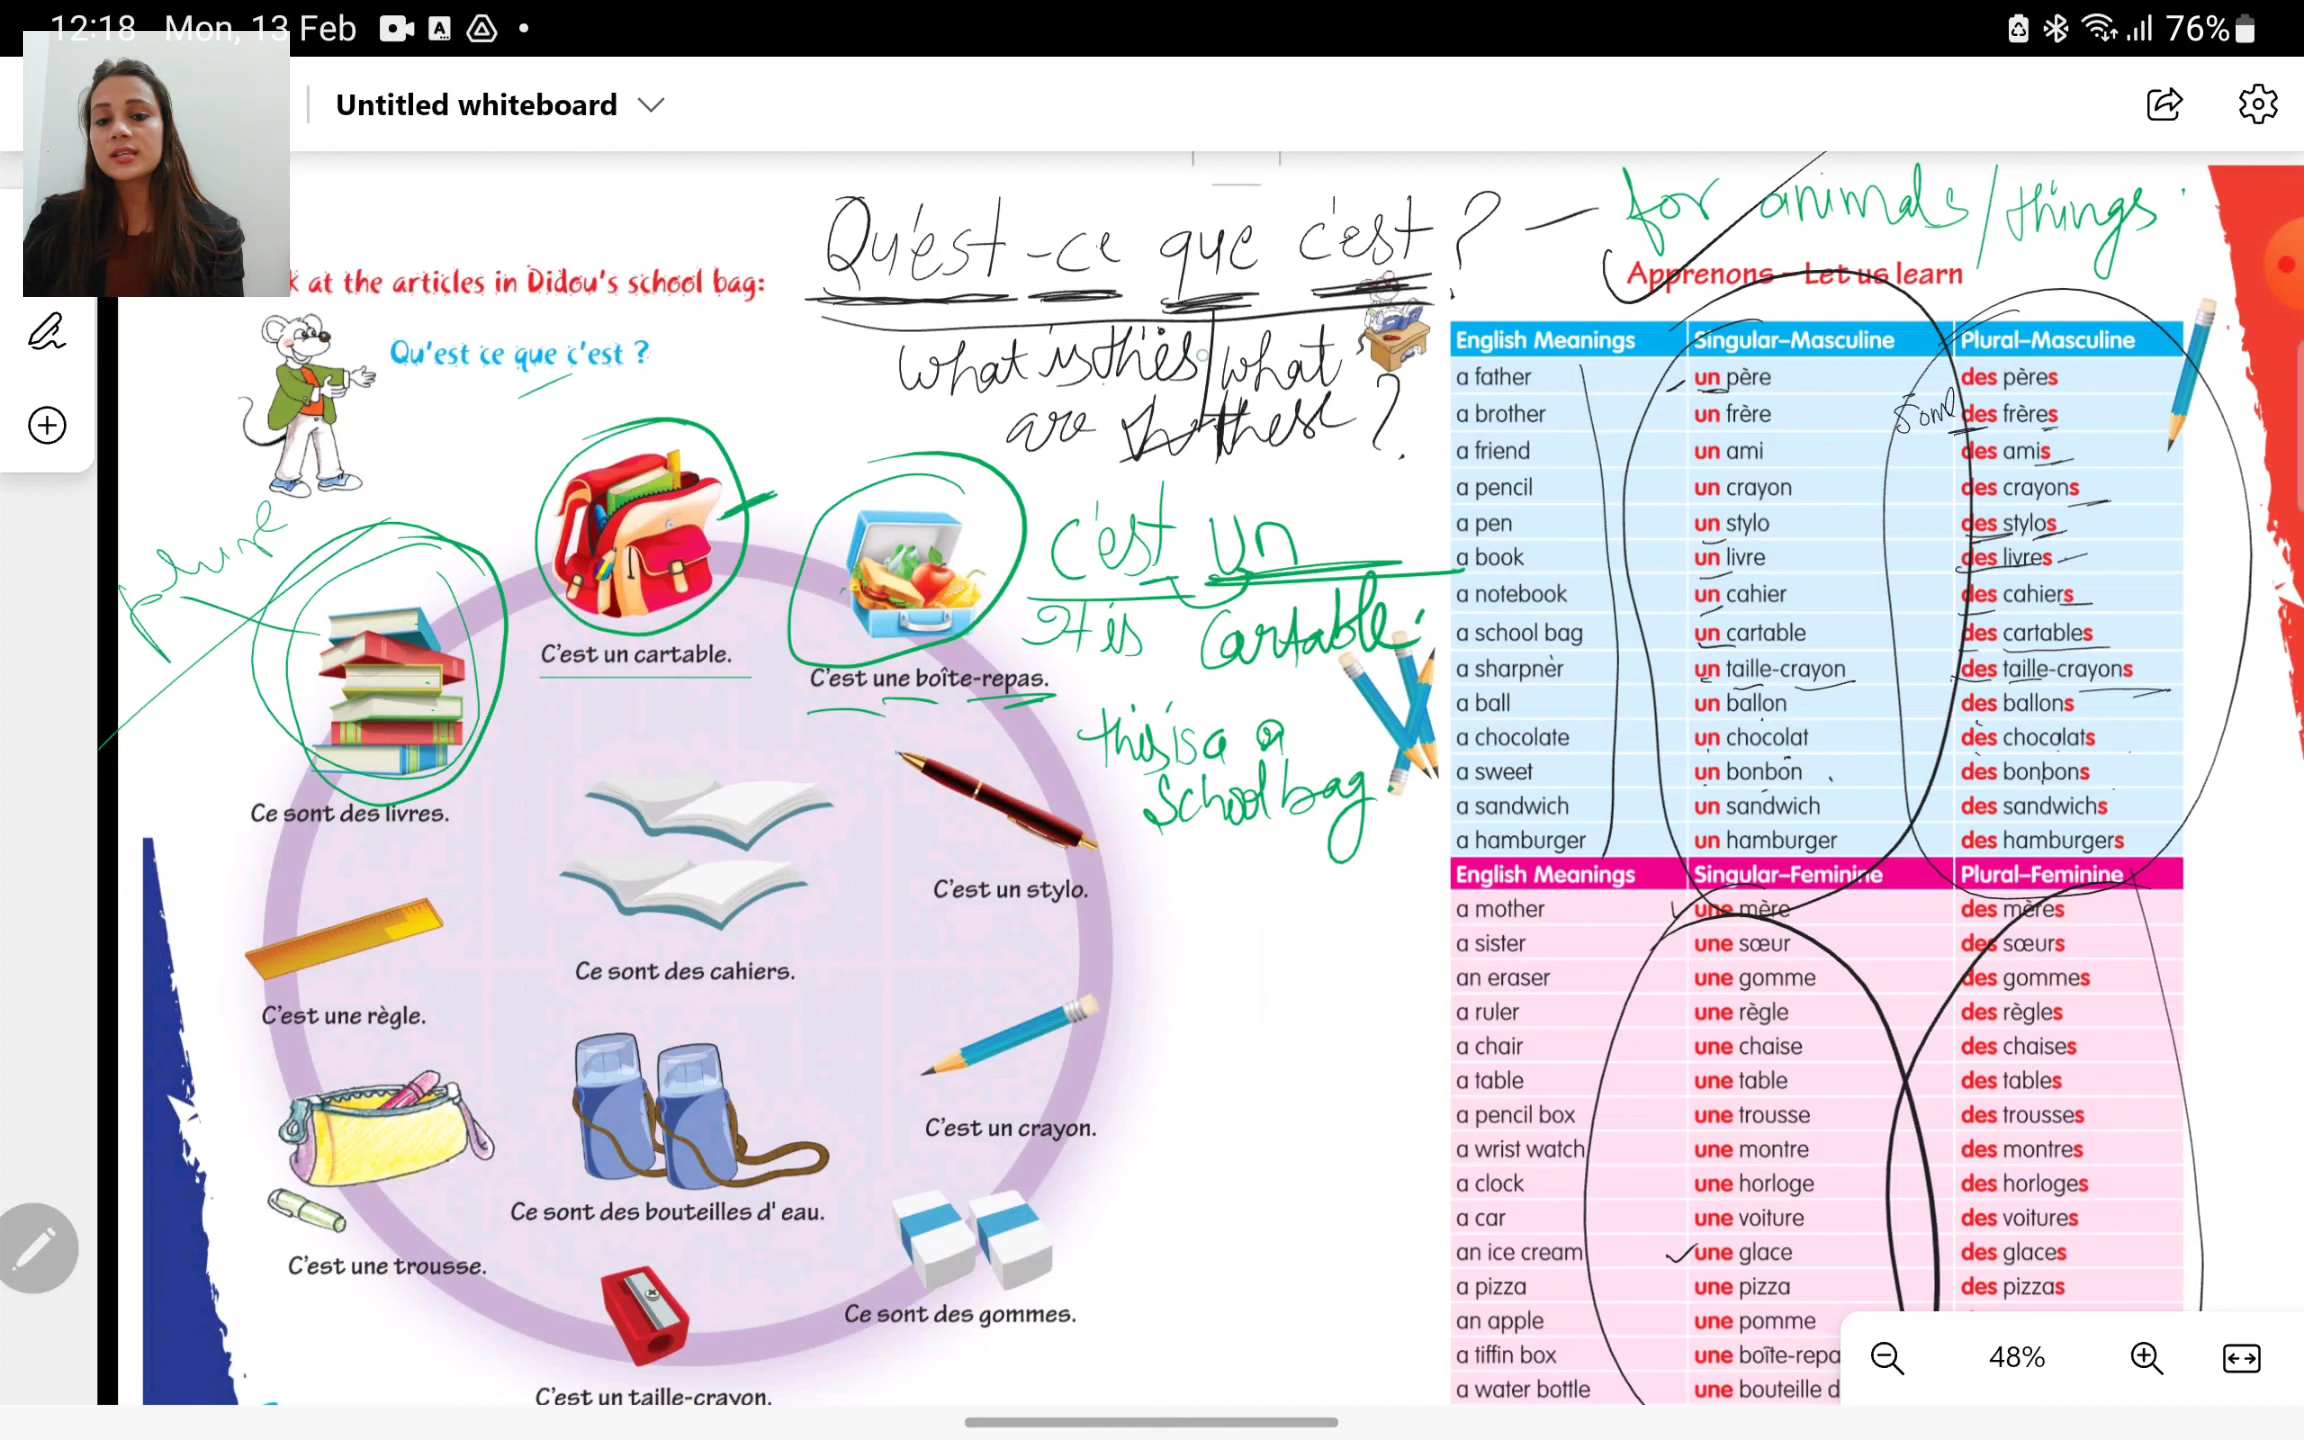 12:18 Mon, 13 Feb
76%
Untitled whiteboard
k at the articles in Didou's school bag:
Qu'est ce que c'est ?
Qu'est-ce que c'est ? — for animals/things
what is this/what
are these ?
plural
C'est un cartable.
C'est une boîte-repas.
C'est un
It is Cartable.
this is a
School bag
Ce sont des livres.
C'est un stylo.
Ce sont des cahiers.
C'est une règle.
C'est un crayon.
Ce sont des bouteilles d' eau.
C'est une trousse.
Ce sont des gommes.
C'est un taille-crayon.
Apprenons - Let us learn
English Meanings Singular–Masculine Plural–Masculine
a father un père des pères
a brother un frère des frères
a friend un ami des amis
a pencil un crayon des crayons
a pen un stylo des stylos
a book un livre des livres
a notebook un cahier des cahiers
a school bag un cartable des cartables
a sharpner un taille-crayon des taille-crayons
a ball un ballon des ballons
a chocolate un chocolat des chocolats
a sweet un bonbon des bonbons
a sandwich un sandwich des sandwichs
a hamburger un hamburger des hamburgers
English Meanings Singular–Feminine Plural–Feminine
a mother une mère des mères
a sister une sœur des sœurs
an eraser une gomme des gommes
a ruler une règle des règles
a chair une chaise des chaises
a table une table des tables
a pencil box une trousse des trousses
a wrist watch une montre des montres
a clock une horloge des horloges
a car une voiture des voitures
an ice cream une glace des glaces
a pizza une pizza des pizzas
an apple une pomme
a tiffin box une boîte-repa
a water bottle une bouteille d
48%